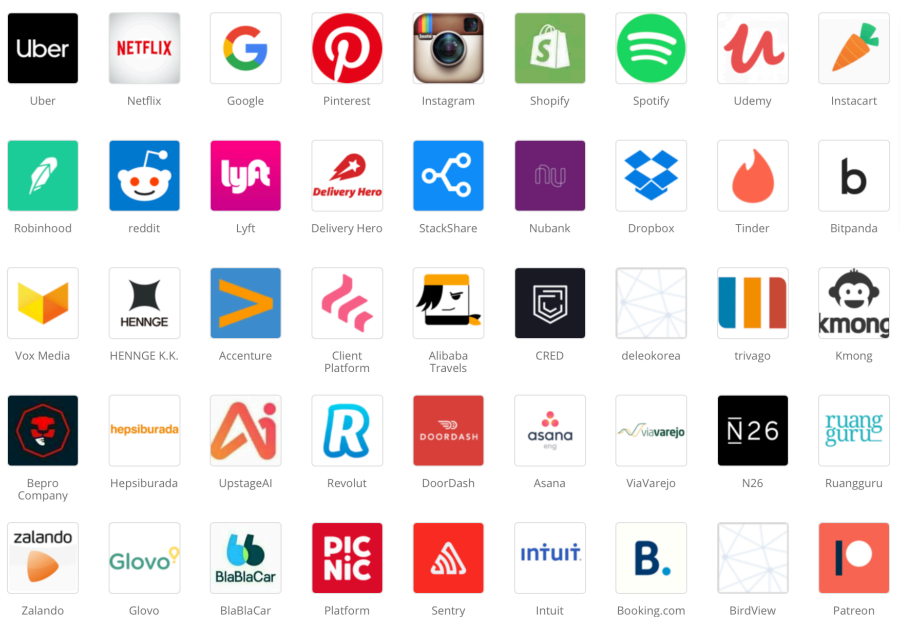 Uber
NETFLIX
Uber
Netflix
Google
Pinterest
Instagram
Shopify
Spotify
Udemy
Instacart
lyft
Delivery Hero
nu
b
Robinhood
reddit
Lyft
Delivery Hero
StackShare
Nubank
Dropbox
Tinder
Bitpanda
HENNGE
kmong
Vox Media
HENNGE K.K.
Accenture
Client
Platform
Alibaba
Travels
CRED
deleokorea
trivago
Kmong
hepsiburada
DOORDASH
asana
eng
viavarejo
N26
ruang
guru
Bepro
Company
Hepsiburada
UpstageAI
Revolut
DoorDash
Asana
ViaVarejo
N26
Ruangguru
zalando
Glovo
BlaBlaCar
PIC
NIC
intuit
B.
Zalando
Glovo
BlaBlaCar
Platform
Sentry
Intuit
Booking.com
BirdView
Patreon